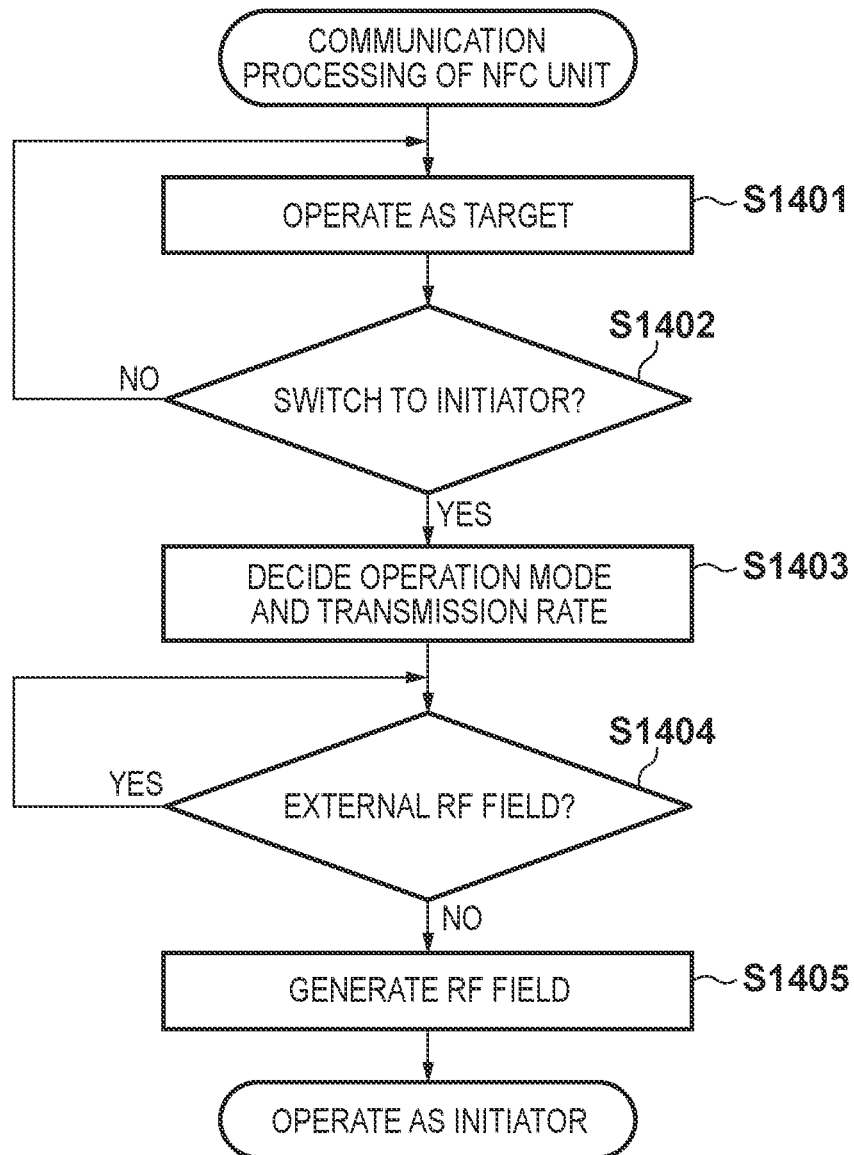 COMMUNICATION
PROCESSING OF NFC UNIT
OPERATE AS TARGET
S1401
S1402
NO
SWITCH TO INITIATOR?
YES
DECIDE OPERATION MODE
AND TRANSMISSION RATE
S1403
S1404
YES
EXTERNAL RF FIELD?
NO
GENERATE RF FIELD
S1405
OPERATE AS INITIATOR